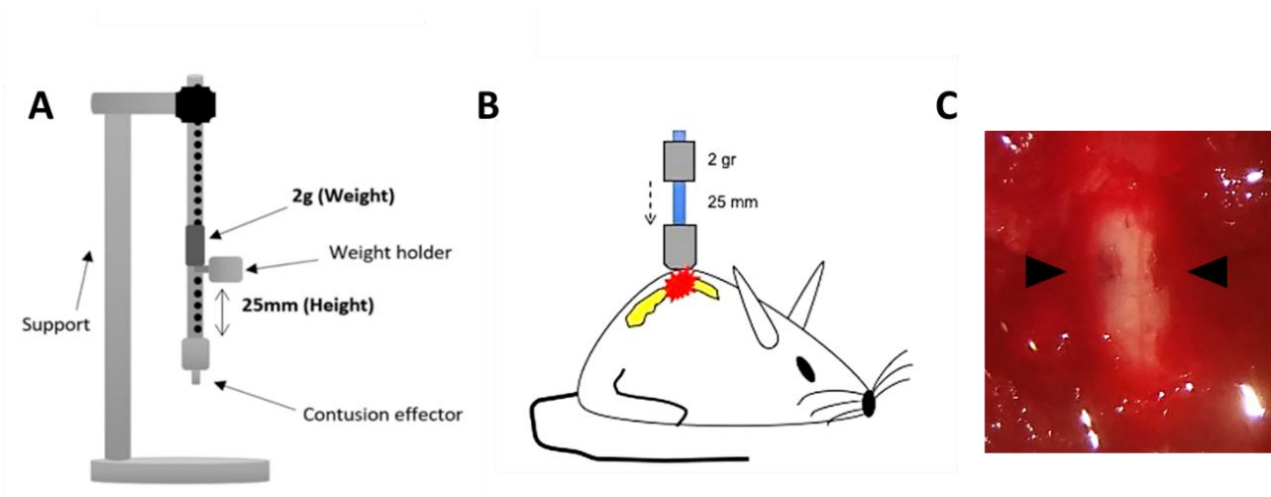 A
2g (Weight)
Weight holder
25mm (Height)
Support
Contusion effector
B
2 gr
25 mm
C